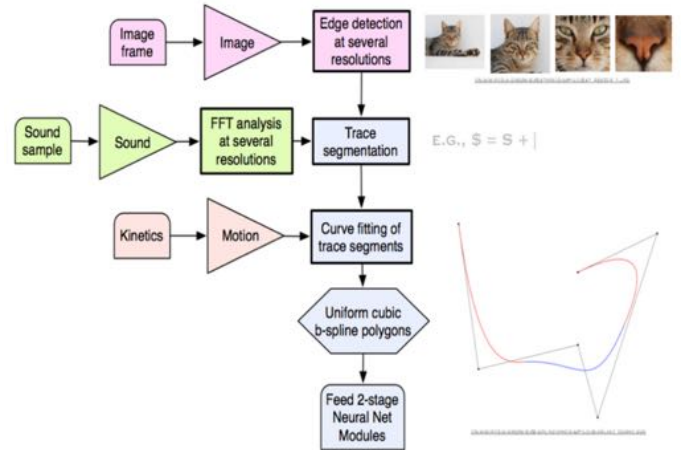 Image
frame
Image
Edge detection
at several
resolutions
Sound
sample
Sound
FFT analysis
at several
resolutions
Trace
segmentation
E.G., $ = S + |
Kinetics
Motion
Curve fitting of
trace segments
Uniform cubic
b-spline polygons
Feed 2-stage
Neural Net
Modules